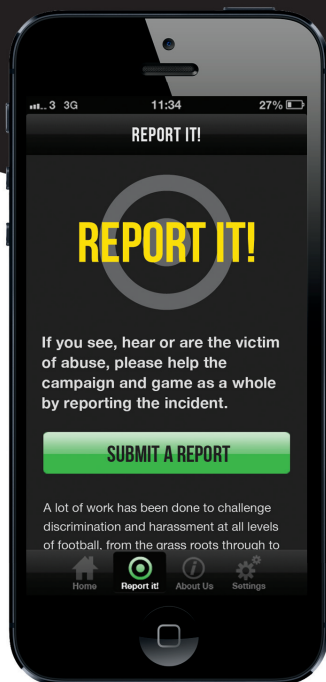 3 3G 11:34 27%
REPORT IT!
REPORT IT!
If you see, hear or are the victim
of abuse, please help the
campaign and game as a whole
by reporting the incident.
SUBMIT A REPORT
A lot of work has been done to challenge
discrimination and harassment at all levels
of football, from the grass roots through to
Home Report it! About Us Settings